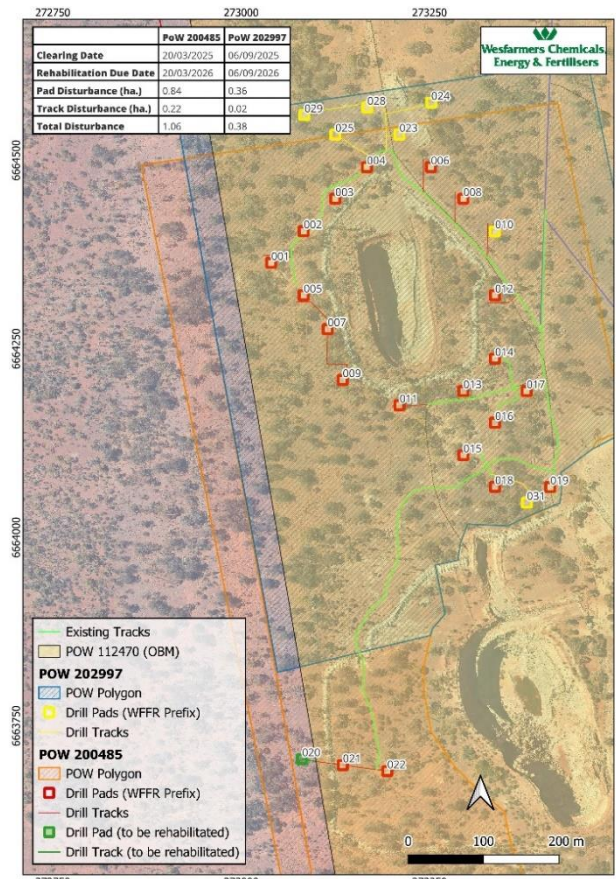 272750 273000 273250
PoW 200485 PoW 202997
Clearing Date 20/03/2025 06/09/2025
Rehabilitation Due Date 20/03/2026 06/09/2026
Pad Disturbance (ha.) 0.84 0.36
Track Disturbance (ha.) 0.22 0.02
Total Disturbance 1.06 0.38
Wesfarmers Chemicals,
Energy & Fertilisers
024
028
029
025 023
6664500
004 006
003 008
002 010
001
005 012
007
6664250
014
009 013 017
011
016
015
018 019
031
6664000
Existing Tracks
POW 112470 (OBM)
POW 202997
POW Polygon
Drill Pads (WFFR Prefix)
Drill Tracks
POW 200485
POW Polygon
Drill Pads (WFFR Prefix)
Drill Tracks
Drill Pad (to be rehabilitated)
Drill Track (to be rehabilitated)
6663750
020 021 022
0 100 200 m